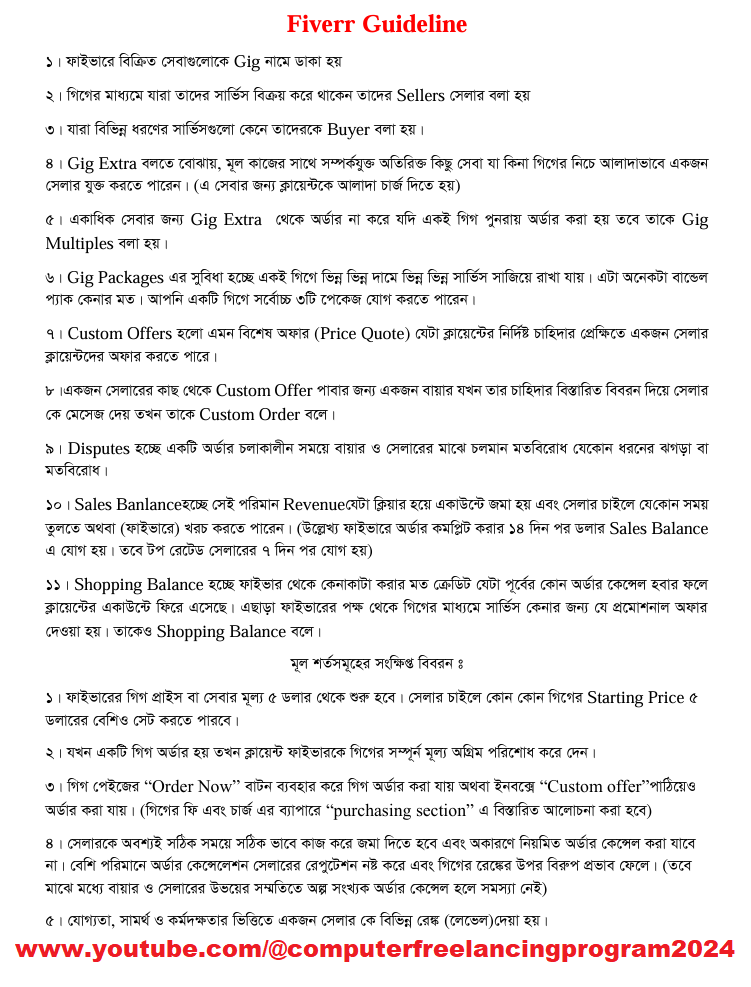 Fiverr Guideline
১। ফাইভারে বিক্রিত সেবাগুলোকে Gig নামে ডাকা হয়
২। গিগের মাধ্যমে যারা তাদের সার্ভিস বিক্রয় করে থাকেন তাদের Sellers সেলার বলা হয়
৩। যারা বিভিন্ন ধরণের সার্ভিসগুলো কেনে তাদেরকে Buyer বলা হয়।
৪। Gig Extra বলতে বোঝায়, মূল কাজের সাথে সম্পর্কযুক্ত অতিরিক্ত কিছু সেবা যা কিনা গিগের নিচে আলাদাভাবে একজন
সেলার যুক্ত করতে পারেন। (এ সেবার জন্য ক্লায়েন্টকে আলাদা চার্জ দিতে হয়)
৫। একাধিক সেবার জন্য Gig Extra থেকে অর্ডার না করে যদি একই গিগ পুনরায় অর্ডার করা হয় তবে তাকে Gig
Multiples বলা হয়।
৬। Gig Packages এর সুবিধা হচ্ছে একই গিগে ভিন্ন ভিন্ন দামে ভিন্ন ভিন্ন সার্ভিস সাজিয়ে রাখা যায়। এটা অনেকটা বান্ডেল
প্যাক কেনার মত। আপনি একটি গিগে সর্বোচ্চ ৩টি পেকেজ যোগ করতে পারেন।
৭। Custom Offers হলো এমন বিশেষ অফার (Price Quote) যেটা ক্লায়েন্টের নির্দিষ্ট চাহিদার প্রেক্ষিতে একজন সেলার
ক্লায়েন্টদের অফার করতে পারে।
৮।একজন সেলারের কাছ থেকে Custom Offer পাবার জন্য একজন বায়ার যখন তার চাহিদার বিস্তারিত বিবরন দিয়ে সেলার
কে মেসেজ দেয় তখন তাকে Custom Order বলে।
৯। Disputes হচ্ছে একটি অর্ডার চলাকালীন সময়ে বায়ার ও সেলারের মাঝে চলমান মতবিরোধ যেকোন ধরনের ঝগড়া বা
মতবিরোধ।
১০। Sales Banlanceহচ্ছে সেই পরিমান Revenueযেটা ক্লিয়ার হয়ে একাউন্টে জমা হয় এবং সেলার চাইলে যেকোন সময়
তুলতে অথবা (ফাইভারে) খরচ করতে পারেন। (উল্লেখ্য ফাইভারে অর্ডার কমপ্লিট করার ১৪ দিন পর ডলার Sales Balance
এ যোগ হয়। তবে টপ রেটেড সেলারের ৭ দিন পর যোগ হয়)
১১। Shopping Balance হচ্ছে ফাইভার থেকে কেনাকাটা করার মত ক্রেডিট যেটা পূর্বের কোন অর্ডার কেন্সেল হবার ফলে
ক্লায়েন্টের একাউন্টে ফিরে এসেছে। এছাড়া ফাইভারের পক্ষ থেকে গিগের মাধ্যমে সার্ভিস কেনার জন্য যে প্রমোশনাল অফার
দেওয়া হয়। তাকেও Shopping Balance বলে।
মূল শর্তসমূহের সংক্ষিপ্ত বিবরন ঃ
১। ফাইভারের গিগ প্রাইস বা সেবার মূল্য ৫ ডলার থেকে শুরু হবে। সেলার চাইলে কোন কোন গিগের Starting Price ৫
ডলারের বেশিও সেট করতে পারবে।
২। যখন একটি গিগ অর্ডার হয় তখন ক্লায়েন্ট ফাইভারকে গিগের সম্পূর্ন মূল্য অগ্রিম পরিশোধ করে দেন।
৩। গিগ পেইজের “Order Now” বাটন ব্যবহার করে গিগ অর্ডার করা যায় অথবা ইনবক্সে “Custom offer”পাঠিয়েও
অর্ডার করা যায়। (গিগের ফি এবং চার্জ এর ব্যাপারে “purchasing section” এ বিস্তারিত আলোচনা করা হবে)
৪। সেলারকে অবশ্যই সঠিক সময়ে সঠিক ভাবে কাজ করে জমা দিতে হবে এবং অকারণে নিয়মিত অর্ডার কেন্সেল করা যাবে
না। বেশি পরিমানে অর্ডার কেন্সেলেশন সেলারের রেপুটেশন নষ্ট করে এবং গিগের রেঙ্কের উপর বিরুপ প্রভাব ফেলে। (তবে
মাঝে মধ্যে বায়ার ও সেলারের উভয়ের সম্মতিতে অল্প সংখ্যক অর্ডার কেন্সেল হলে সমস্যা নেই)
৫। যোগ্যতা, সামর্থ ও কর্মদক্ষতার ভিত্তিতে একজন সেলার কে বিভিন্ন রেঙ্ক (লেভেল)দেয়া হয়।
www.youtube.com/@computerfreelancingprogram2024